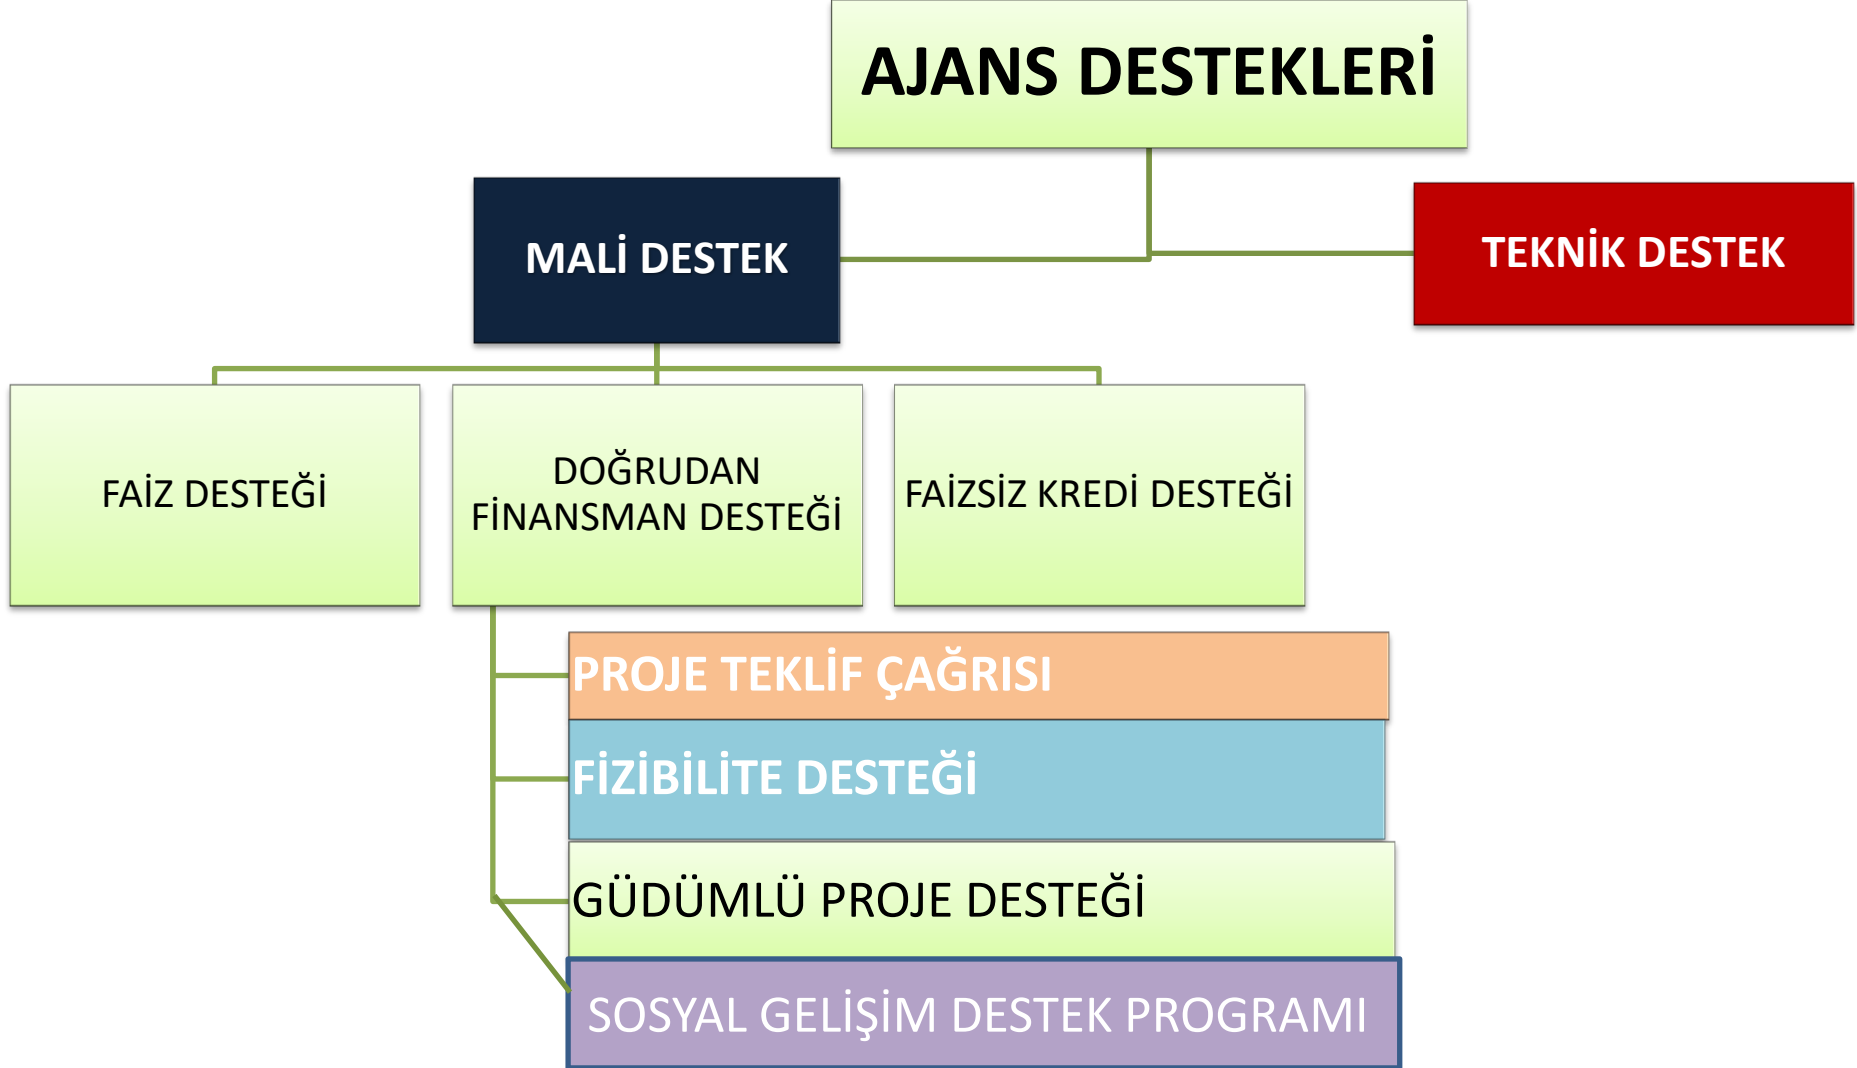 AJANS DESTEKLERİ
MALİ DESTEK
TEKNİK DESTEK
FAİZ DESTEĞİ
DOĞRUDAN
FİNANSMAN DESTEĞİ
FAİZSİZ KREDİ DESTEĞİ
PROJE TEKLİF ÇAĞRISI
FİZİBİLİTE DESTEĞİ
GÜDÜMLÜ PROJE DESTEĞİ
SOSYAL GELİŞİM DESTEK PROGRAMI